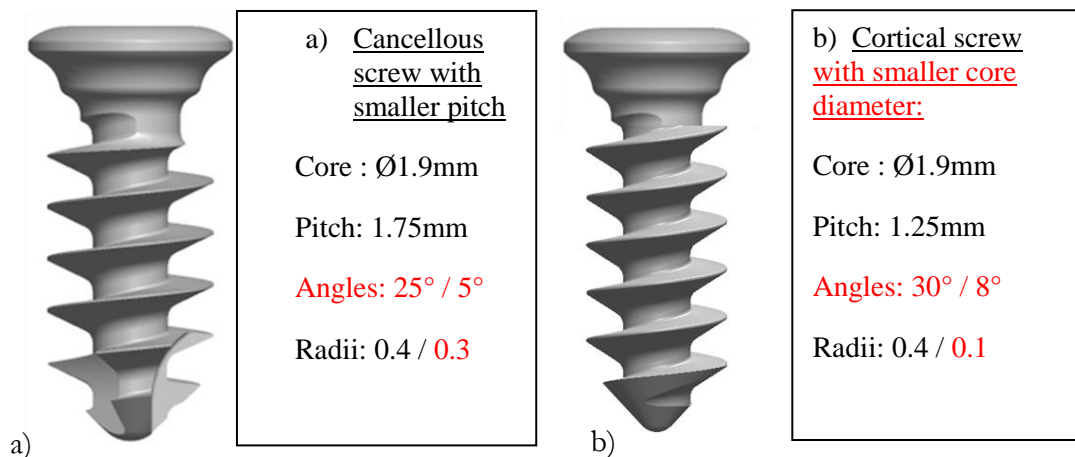 a) Cancellous
screw with
smaller pitch
Core : Ø1.9mm
Pitch: 1.75mm
Angles: 25° / 5°
Radii: 0.4 / 0.3
a)
b) Cortical screw
with smaller core
diameter:
Core: Ø1.9mm
Pitch: 1.25mm
Angles: 30° / 8°
Radii: 0.4 / 0.1
b)